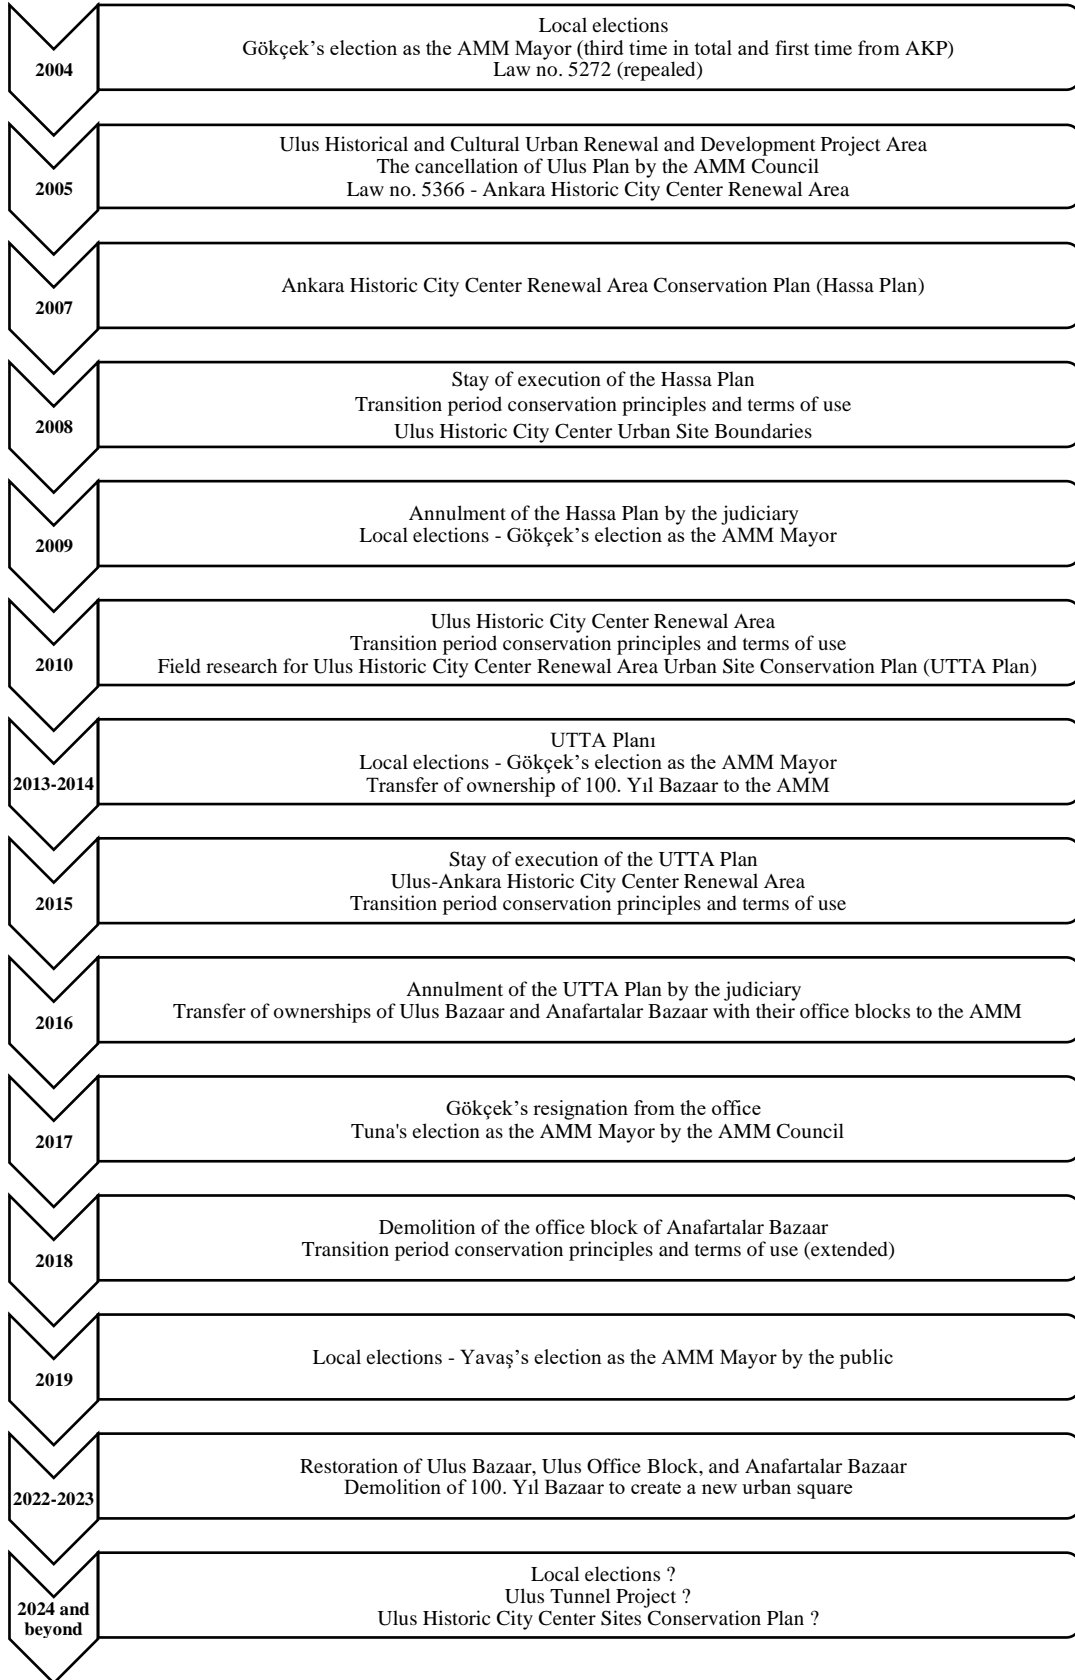 2004
Local elections
Gökçek’s election as the AMM Mayor (third time in total and first time from AKP)
Law no. 5272 (repealed)
2005
Ulus Historical and Cultural Urban Renewal and Development Project Area
The cancellation of Ulus Plan by the AMM Council
Law no. 5366 - Ankara Historic City Center Renewal Area
2007
Ankara Historic City Center Renewal Area Conservation Plan (Hassa Plan)
2008
Stay of execution of the Hassa Plan
Transition period conservation principles and terms of use
Ulus Historic City Center Urban Site Boundaries
2009
Annulment of the Hassa Plan by the judiciary
Local elections - Gökçek’s election as the AMM Mayor
2010
Ulus Historic City Center Renewal Area
Transition period conservation principles and terms of use
Field research for Ulus Historic City Center Renewal Area Urban Site Conservation Plan (UTTA Plan)
2013-2014
UTTA Planı
Local elections - Gökçek’s election as the AMM Mayor
Transfer of ownership of 100. Yıl Bazaar to the AMM
2015
Stay of execution of the UTTA Plan
Ulus-Ankara Historic City Center Renewal Area
Transition period conservation principles and terms of use
2016
Annulment of the UTTA Plan by the judiciary
Transfer of ownerships of Ulus Bazaar and Anafartalar Bazaar with their office blocks to the AMM
2017
Gökçek’s resignation from the office
Tuna's election as the AMM Mayor by the AMM Council
2018
Demolition of the office block of Anafartalar Bazaar
Transition period conservation principles and terms of use (extended)
2019
Local elections - Yavaş’s election as the AMM Mayor by the public
2022-2023
Restoration of Ulus Bazaar, Ulus Office Block, and Anafartalar Bazaar
Demolition of 100. Yıl Bazaar to create a new urban square
2024 and
beyond
Local elections ?
Ulus Tunnel Project ?
Ulus Historic City Center Sites Conservation Plan ?